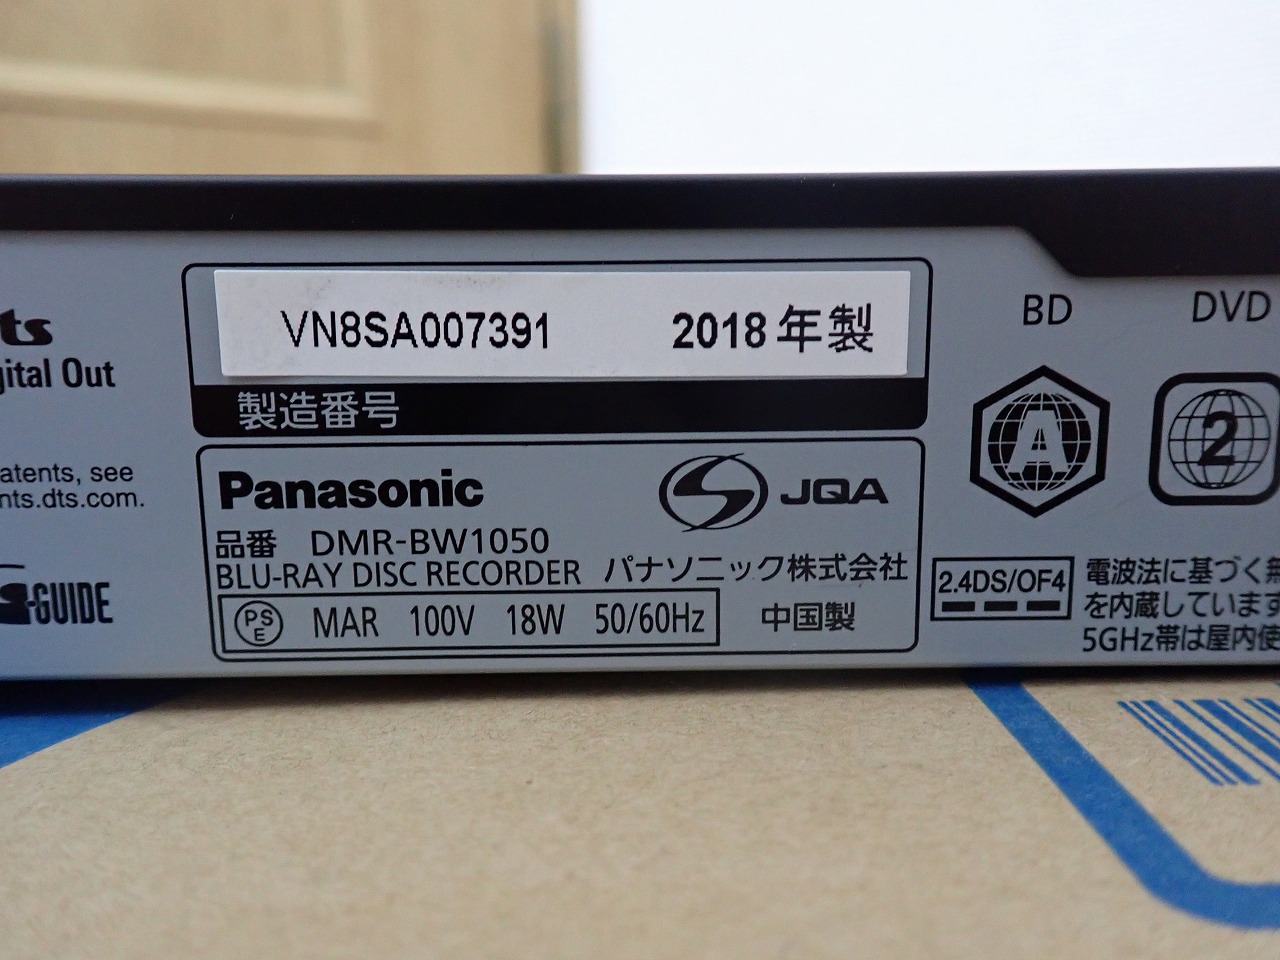 ts
gital Out
atents, see
nts.dts.com.
G-GUIDE
VN8SA007391 2018年製
製造番号
Panasonic
JQA
品番 DMR-BW1050
BLU-RAY DISC RECORDER パナソニック株式会社
PSE MAR 100V 18W 50/60Hz 中国製
BD DVD
A 2
2.4DS/OF4
電波法に基づく無
を内蔵しています
5GHz帯は屋内使